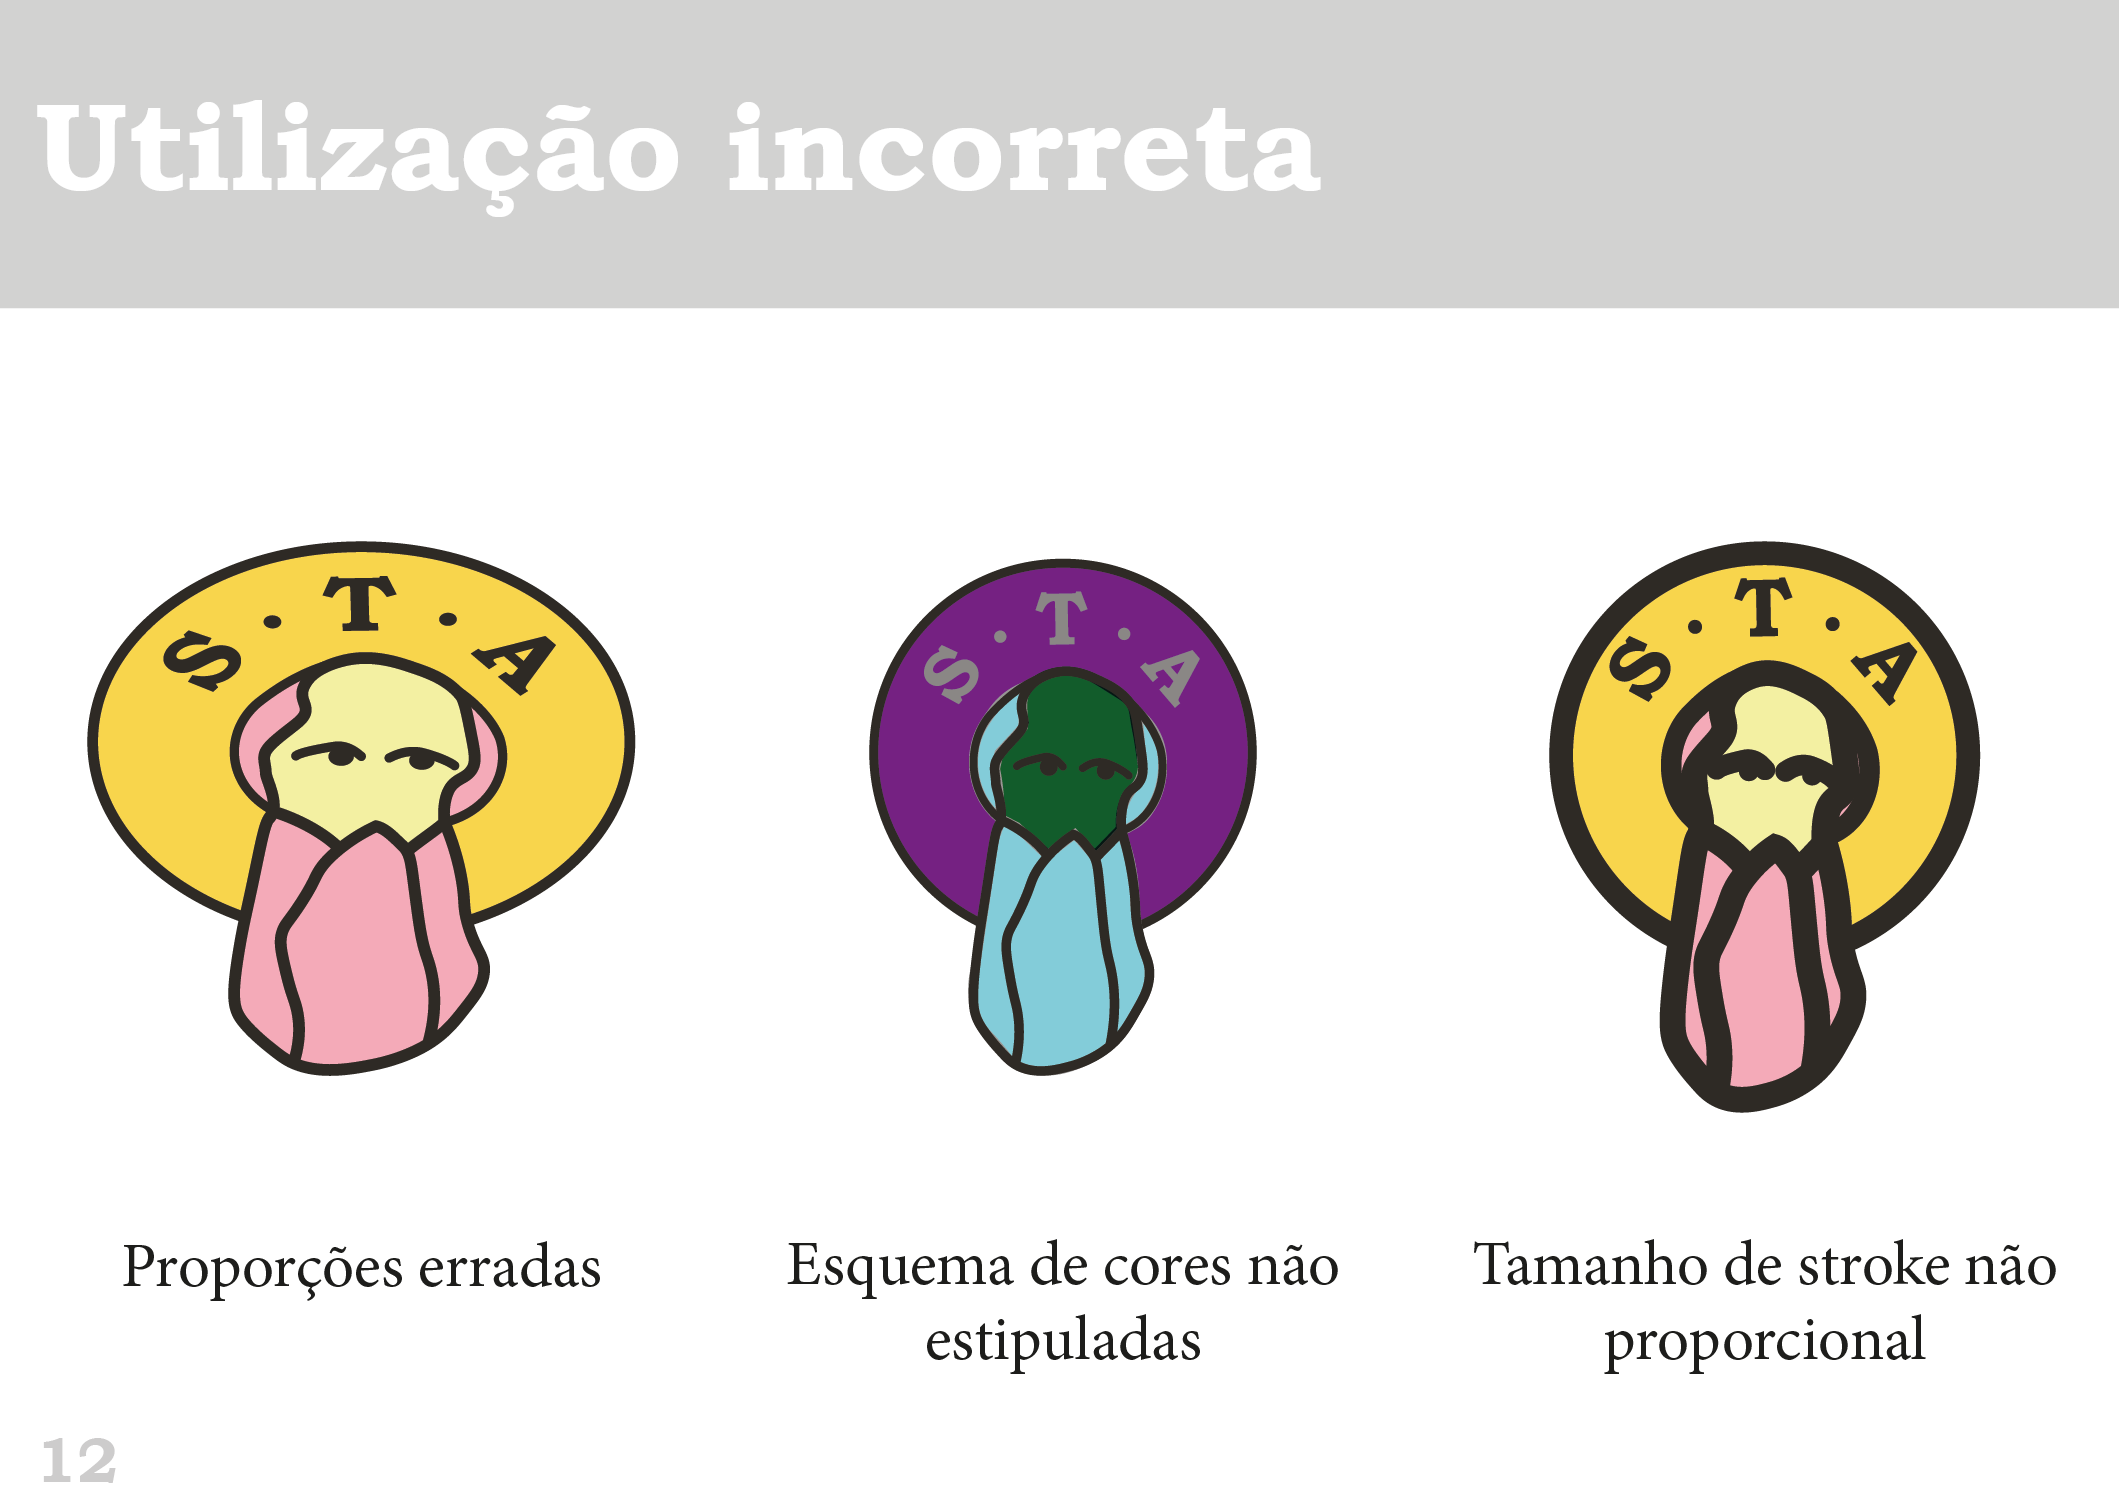 Utilização incorreta
S · T · A
S · T · A
S · T · A
Proporções erradas
Esquema de cores não
estipuladas
Tamanho de stroke não
proporcional
12